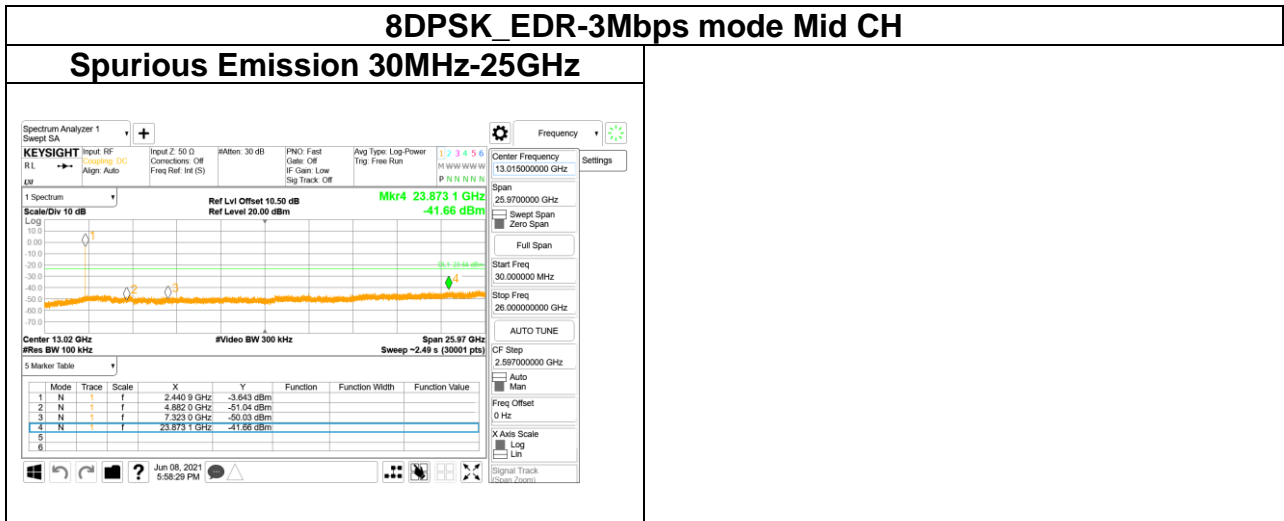 8DPSK_EDR-3Mbps mode Mid CH
Spurious Emission 30MHz-25GHz
Spectrum Analyzer 1
Swept SA
+
Frequency
Settings
KEYSIGHT
RL
Input: RF
Coupling: DC
Align: Auto
Input Z: 50 Ω
Corrections: Off
Freq Ref: Int (S)
#Atten: 30 dB
PNO: Fast
Gate: Off
IF Gain: Low
Sig Track: Off
Avg Type: Log-Power
Trig: Free Run
1 2 3 4 5 6
M W W W W W
P N N N N N
1 Spectrum
Scale/Div 10 dB
Ref Lvl Offset 10.50 dB
Ref Level 20.00 dBm
Mkr4 23.873 1 GHz
-41.66 dBm
Log
10.0
0.00
-10.0
-20.0
-30.0
-40.0
-50.0
-60.0
-70.0
1
2
3
4
Center 13.02 GHz
#Res BW 100 kHz
#Video BW 300 kHz
Span 25.97 GHz
Sweep ~2.49 s (30001 pts)
5 Marker Table
Mode Trace Scale X Y Function Function Width Function Value
1 N 1 f 2.440 9 GHz -3.643 dBm
2 N 1 f 4.882 0 GHz -51.04 dBm
3 N 1 f 7.323 0 GHz -50.03 dBm
4 N 1 f 23.873 1 GHz -41.66 dBm
5
6
Center Frequency
13.015000000 GHz
Span
25.9700000 GHz
Swept Span
Zero Span
Full Span
Start Freq
30.000000 MHz
Stop Freq
26.000000000 GHz
AUTO TUNE
CF Step
2.597000000 GHz
Auto
Man
Freq Offset
0 Hz
X Axis Scale
Log
Lin
Signal Track
(Span Zoom)
?
Jun 08, 2021
5:58:29 PM